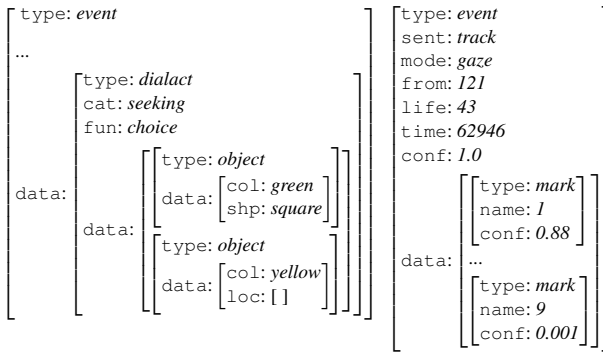 type: event
...
data:
type: dialact
cat: seeking
fun: choice
data:
type: object
data:
col: green
shp: square
type: object
data:
col: yellow
loc: [ ]
type: event
sent: track
mode: gaze
from: 121
life: 43
time: 62946
conf: 1.0
data:
type: mark
name: 1
conf: 0.88
...
type: mark
name: 9
conf: 0.001